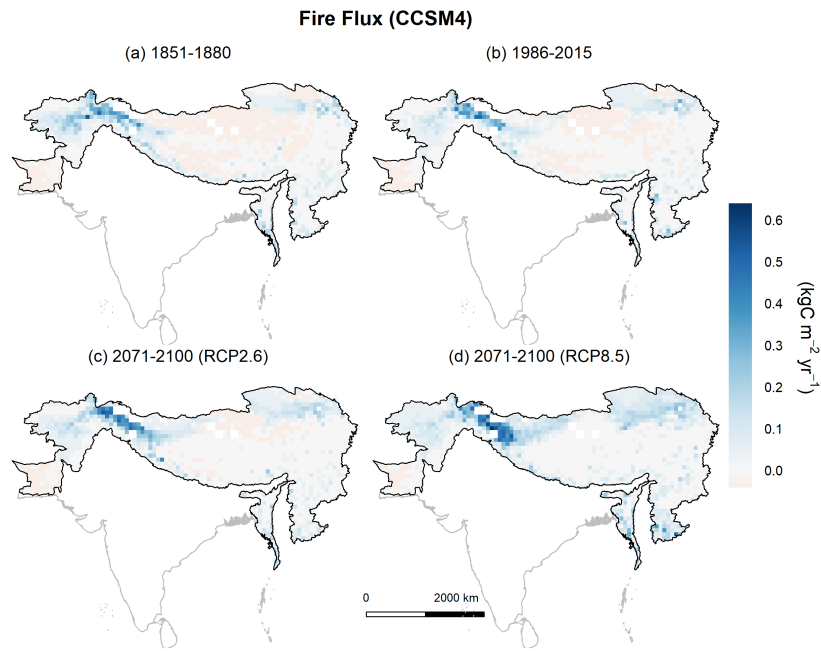 Fire Flux (CCSM4)
(a) 1851-1880
(b) 1986-2015
(c) 2071-2100 (RCP2.6)
(d) 2071-2100 (RCP8.5)
0.6
0.5
0.4
0.3
0.2
0.1
0.0
(kgC m⁻² yr⁻¹)
0
2000 km